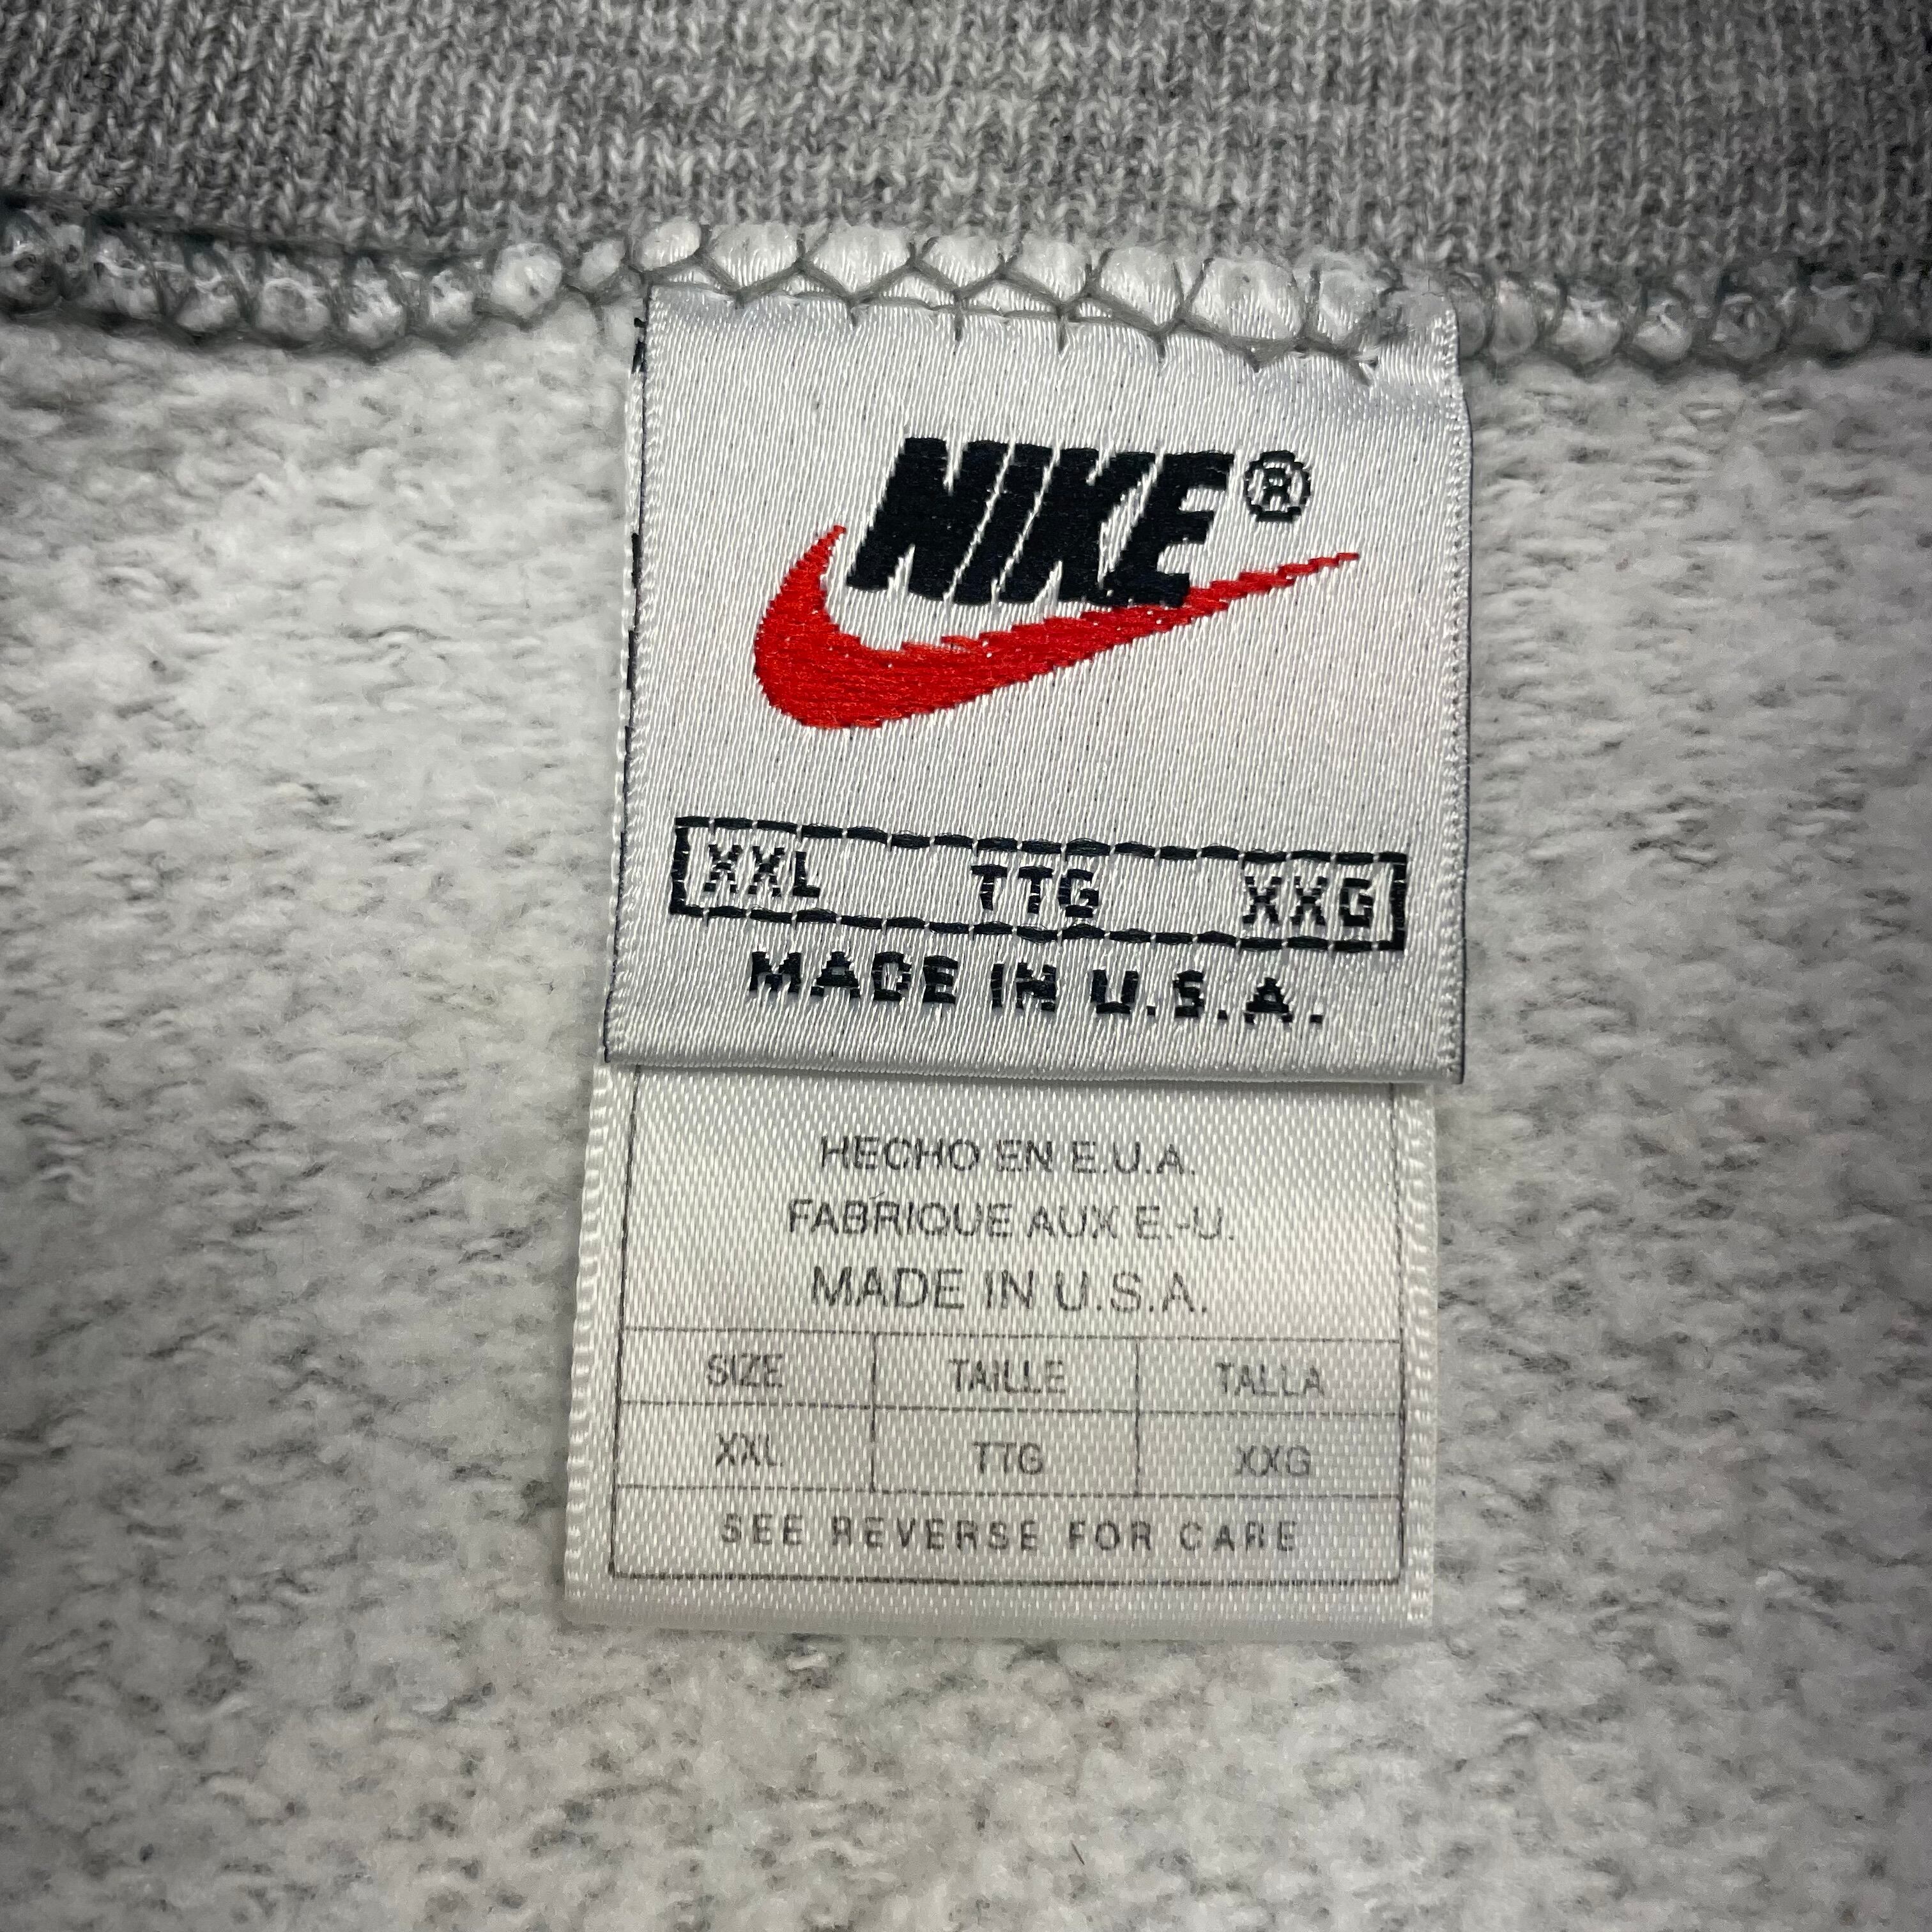 NIKE®
XXL TTG XXG
MADE IN U.S.A.
HECHO EN E.U.A.
FABRIQUE AUX E.-U.
MADE IN U.S.A.
SIZE TAILLE TALLA
XXL TTG XXG
SEE REVERSE FOR CARE